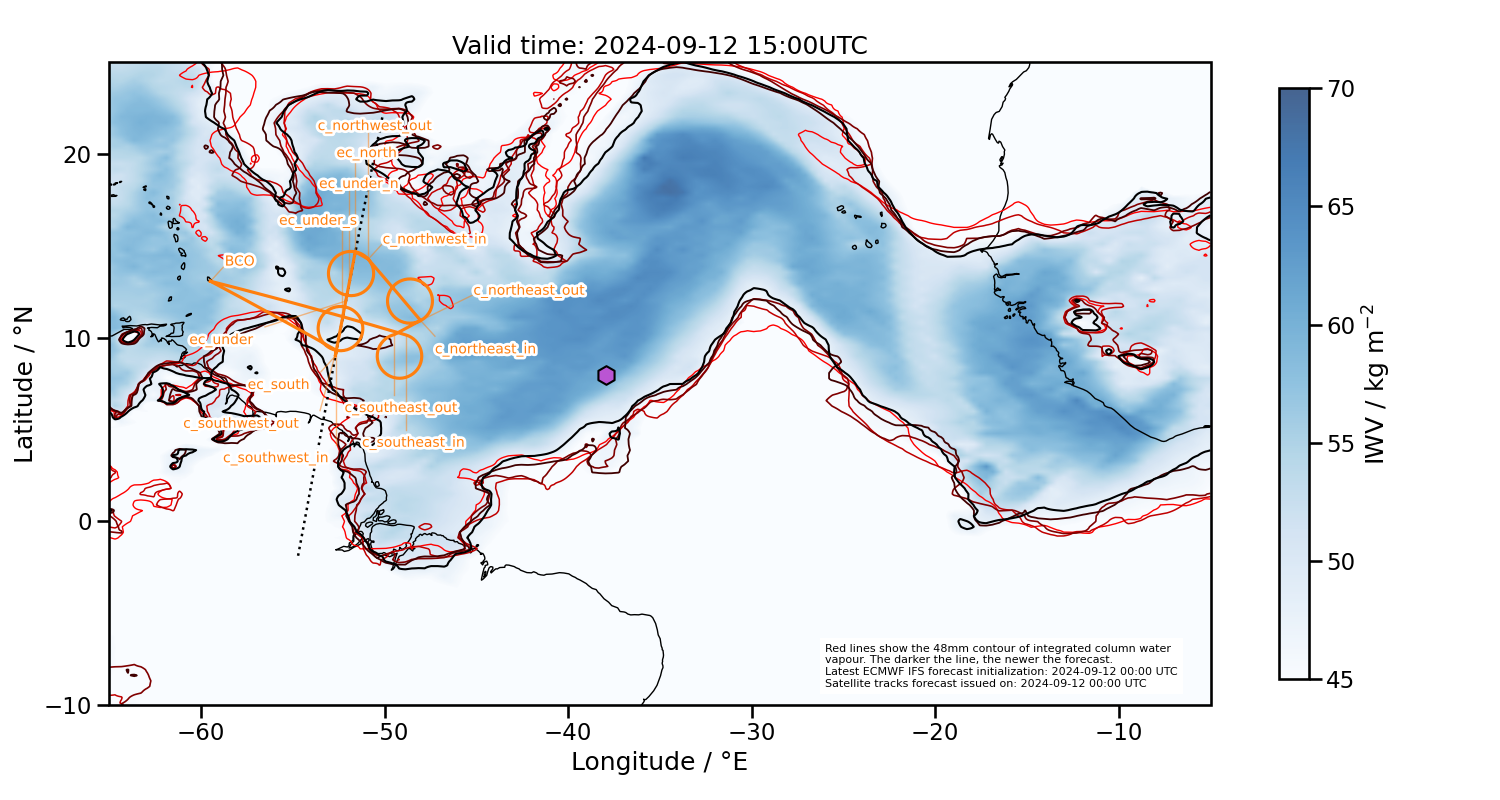 Valid time: 2024-09-12 15:00UTC
c_northwest_out
ec_north
ec_under_n
ec_under_s
c_northwest_in
BCO
c_northeast_out
ec_under
c_northeast_in
ec_south
c_southeast_out
c_southwest_out
c_southeast_in
c_southwest_in
Red lines show the 48mm contour of integrated column water
vapour. The darker the line, the newer the forecast.
Latest ECMWF IFS forecast initialization: 2024-09-12 00:00 UTC
Satellite tracks forecast issued on: 2024-09-12 00:00 UTC
20
10
0
−10
Latitude / °N
−60
−50
−40
−30
−20
−10
Longitude / °E
70
65
60
55
50
45
IWV / kg m⁻²